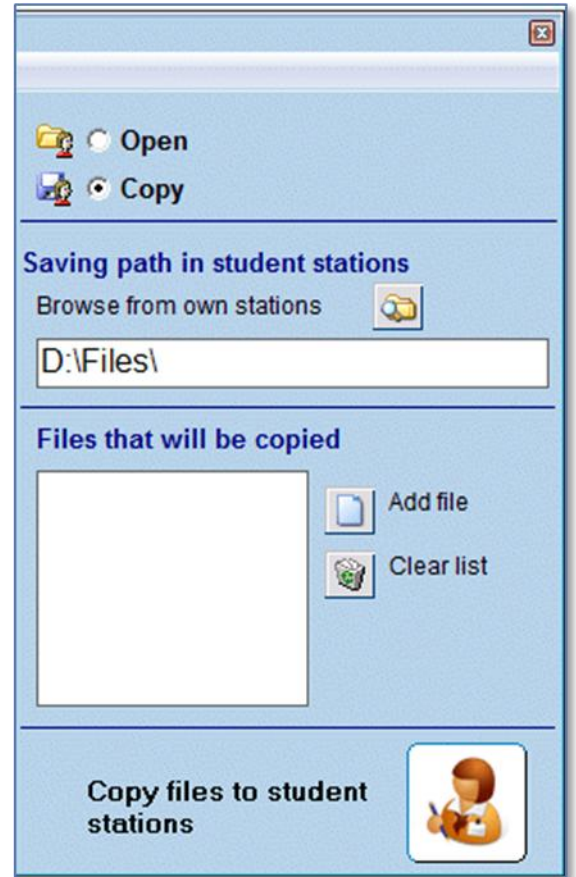 Open
Copy
Saving path in student stations
Browse from own stations
D:\Files\
Files that will be copied
Add file
Clear list
Copy files to student
stations